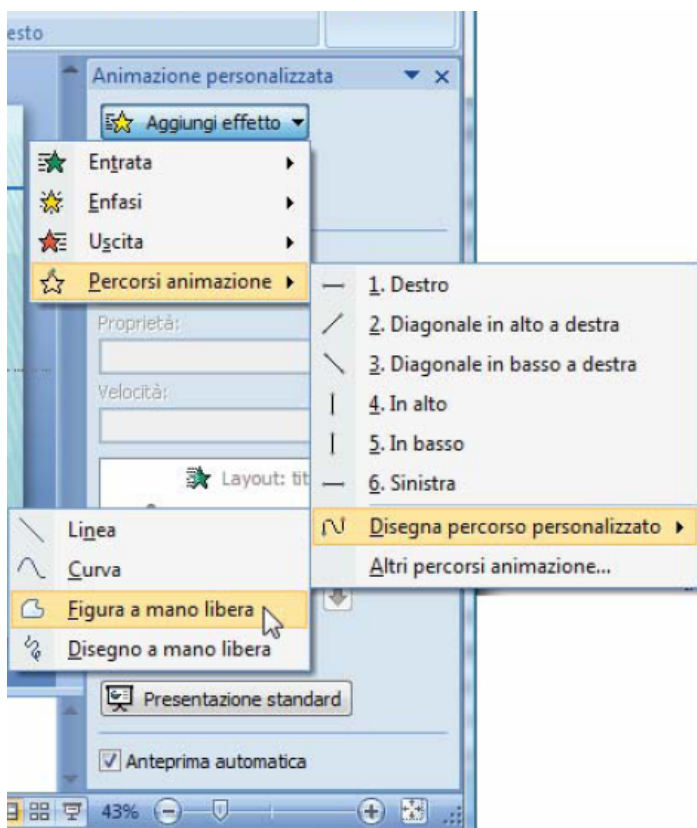 esto
Animazione personalizzata
Aggiungi effetto
Entrata
Enfasi
Uscita
Percorsi animazione
1. Destro
2. Diagonale in alto a destra
3. Diagonale in basso a destra
4. In alto
5. In basso
6. Sinistra
Disegna percorso personalizzato
Altri percorsi animazione...
Proprietà:
Velocità:
Layout: tit
Linea
Curva
Figura a mano libera
Disegno a mano libera
Presentazione standard
Anteprima automatica
43%